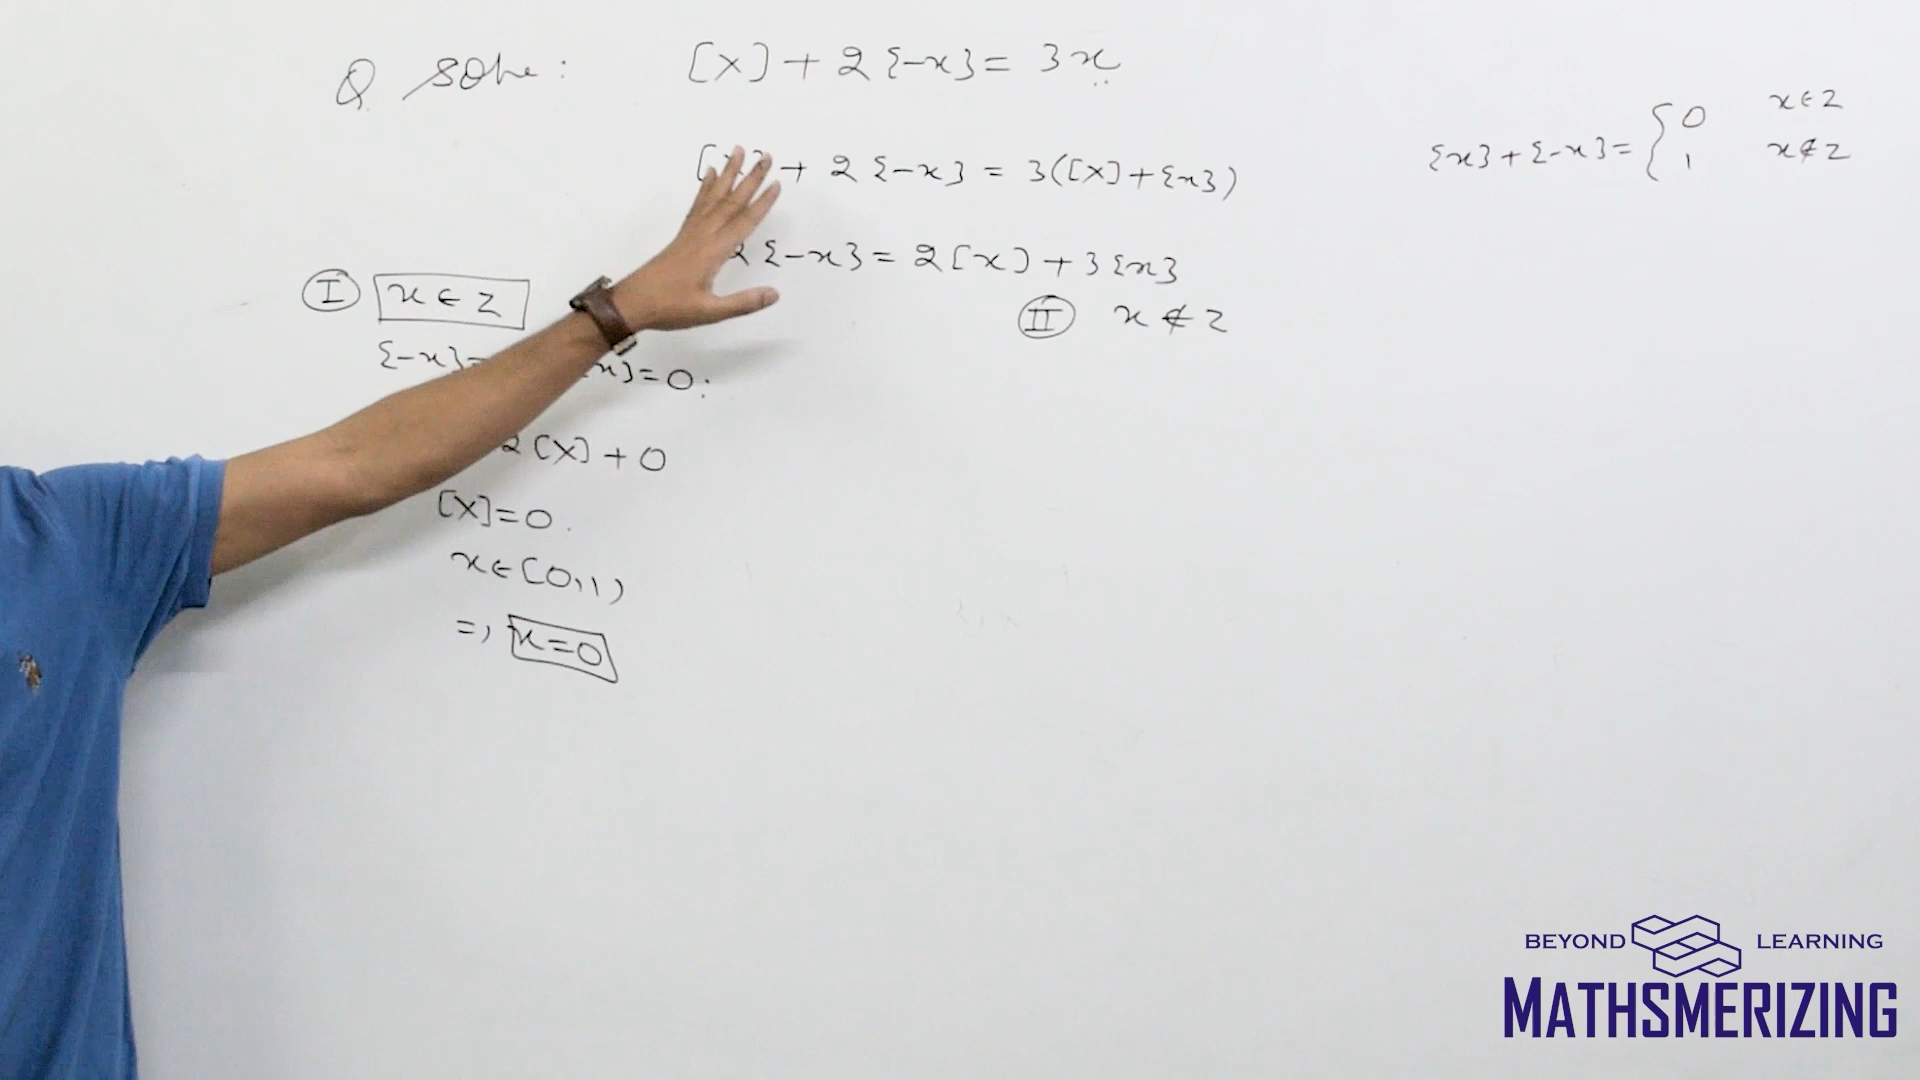 Q Solve : [x] + 2{-x} = 3x
{x} + {-x} = { 0 x ∈ Z
1 x ∉ Z
[x] + 2{-x} = 3([x] + {x})
2{-x} = 2[x] + 3{x}
I x ∈ Z
II x ∉ Z
{-x} = {x} = 0 :
2[x] + 0
[x] = 0 .
x ∈ [0,1)
⇒ x = 0
BEYOND LEARNING
MATHSMERIZING